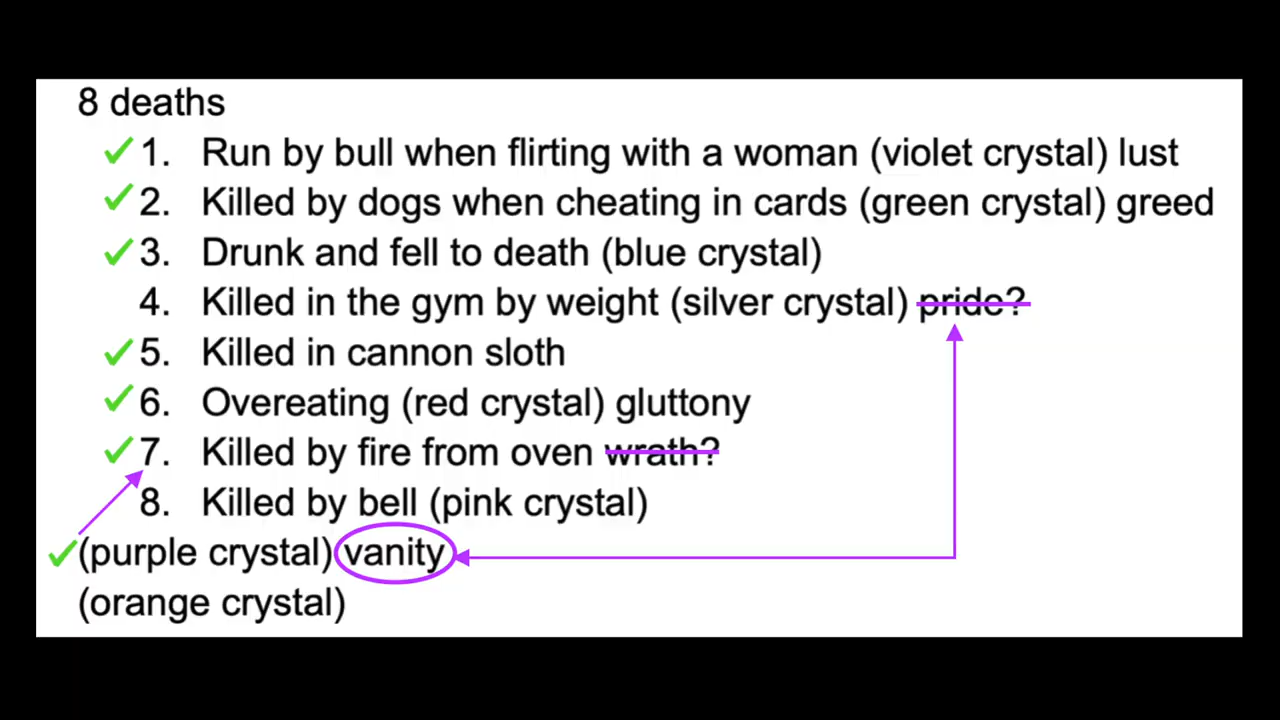 8 deaths
✓ 1. Run by bull when flirting with a woman (violet crystal) lust
✓ 2. Killed by dogs when cheating in cards (green crystal) greed
✓ 3. Drunk and fell to death (blue crystal)
4. Killed in the gym by weight (silver crystal) pride?
✓ 5. Killed in cannon sloth
✓ 6. Overeating (red crystal) gluttony
✓ 7. Killed by fire from oven wrath?
8. Killed by bell (pink crystal)
✓ (purple crystal) vanity
(orange crystal)